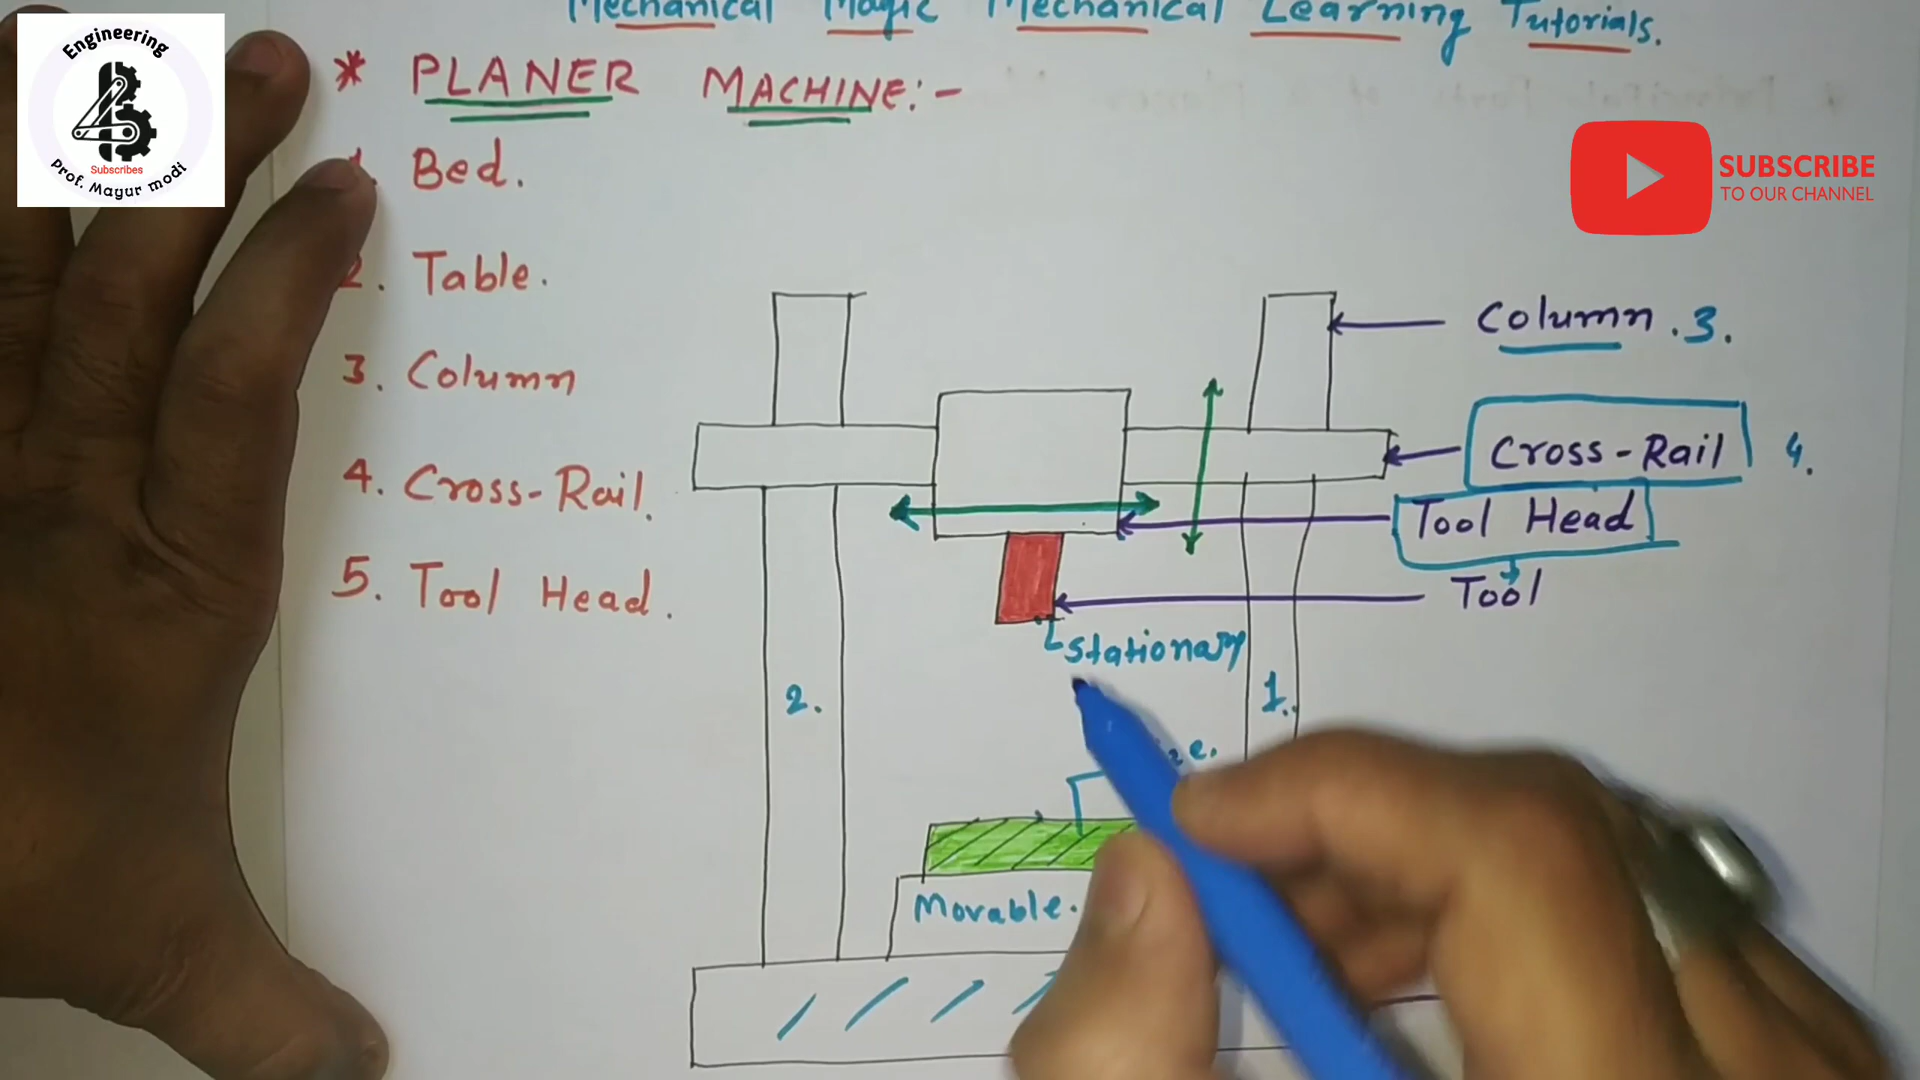 Mechanical Magic Mechanical Learning Tutorials.
Engineering
Subscribes
Prof. Mayur modi
* PLANER MACHINE:-
SUBSCRIBE
TO OUR CHANNEL
1. Bed.
2. Table.
3. Column
4. Cross-Rail.
5. Tool Head.
Column. 3.
Cross-Rail 4.
Tool Head
Tool
Stationary
2.
1.
Movable.